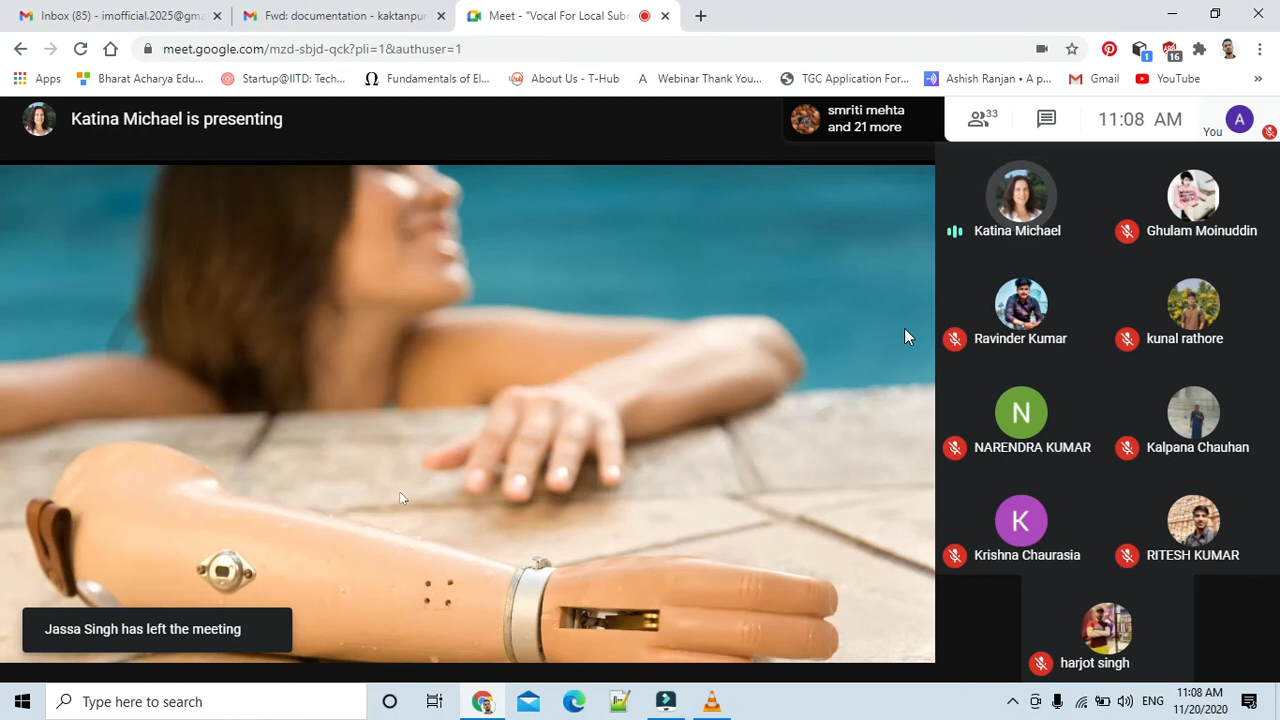 Inbox (85) - imofficial.2025@gma
Fwd: documentation - kaktanpur
Meet - "Vocal For Local Subm
meet.google.com/mzd-sbjd-qck?pli=1&authuser=1
1
16
Apps
Bharat Acharya Edu...
Startup@IITD: Tech...
Fundamentals of El...
About Us - T-Hub
A Webinar Thank You...
TGC Application For...
Ashish Ranjan • A p...
Gmail
YouTube
»
Katina Michael is presenting
smriti mehta
and 21 more
33
11:08 AM
You
A
Katina Michael
Ghulam Moinuddin
Ravinder Kumar
kunal rathore
N
NARENDRA KUMAR
Kalpana Chauhan
K
Krishna Chaurasia
RITESH KUMAR
harjot singh
Jassa Singh has left the meeting
Type here to search
ENG
11:08 AM
11/20/2020